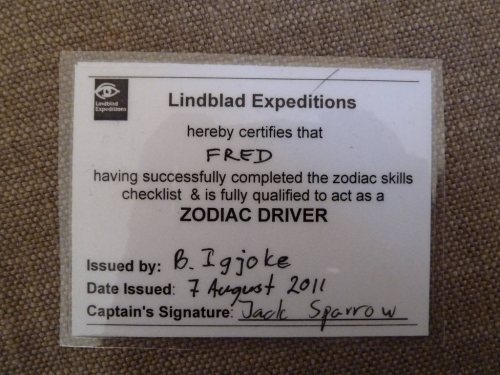 Lindblad
Expeditions
Lindblad Expeditions
hereby certifies that
FRED
having successfully completed the zodiac skills
checklist & is fully qualified to act as a
ZODIAC DRIVER
Issued by: B. Igjoke
Date Issued: 7 August 2011
Captain's Signature: Jack Sparrow